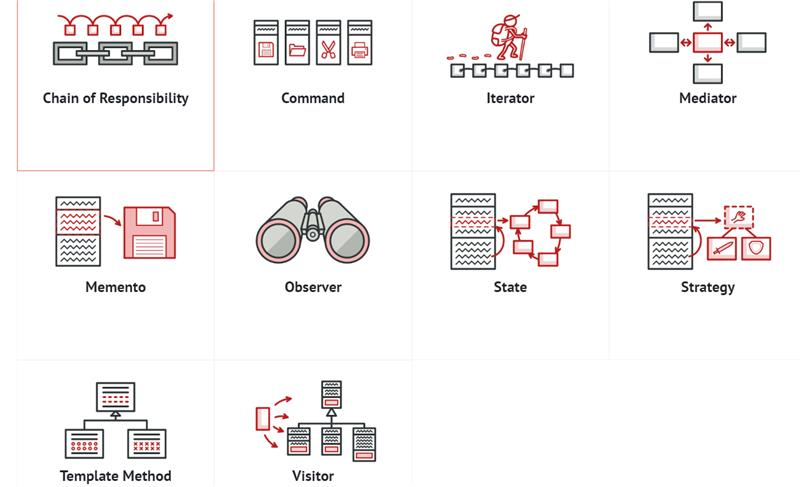 Chain of Responsibility
Command
Iterator
Mediator
Memento
Observer
State
Strategy
Template Method
Visitor